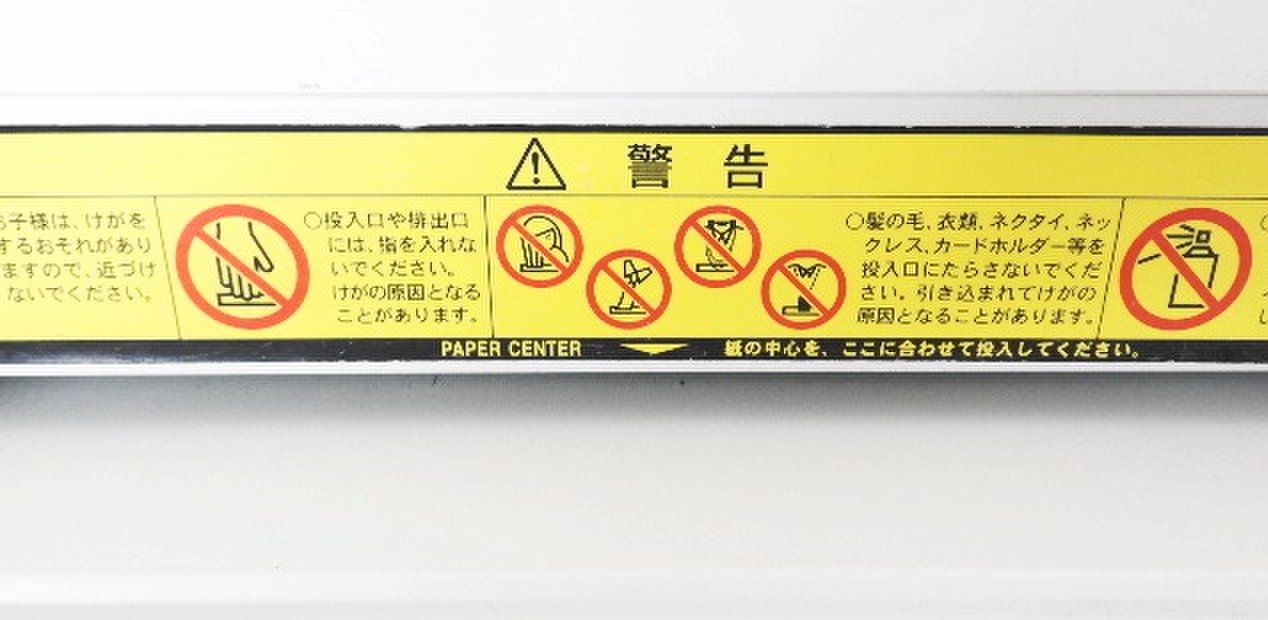 警 告
お子様は、けがを
するおそれがあり
ますので、近づけ
ないでください。
○投入口や排出口
には、指を入れな
いでください。
けがの原因となる
ことがあります。
○髪の毛、衣類、ネクタイ、ネッ
クレス、カードホルダー等を
投入口にたらさないでくだ
さい。引き込まれてけがの
原因となることがあります。
PAPER CENTER
紙の中心を、ここに合わせて投入してください。